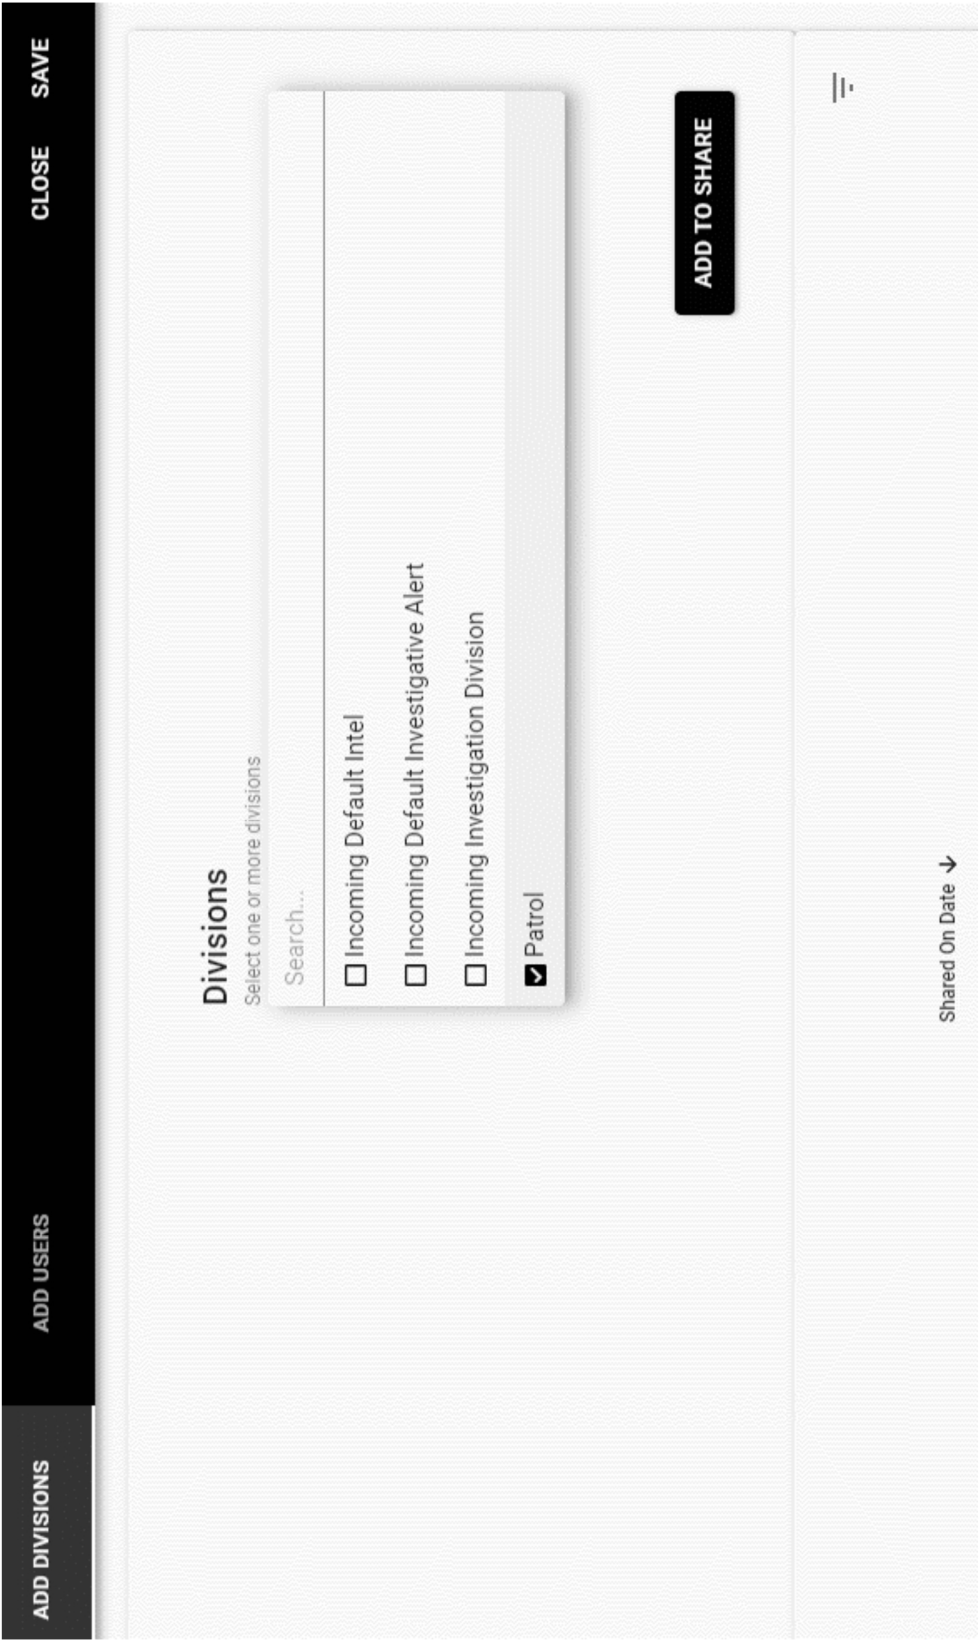 ADD DIVISIONS ADD USERS CLOSE SAVE
Divisions
Select one or more divisions
Search...
Incoming Default Intel
Incoming Default Investigative Alert
Incoming Investigation Division
Patrol
ADD TO SHARE
Shared On Date